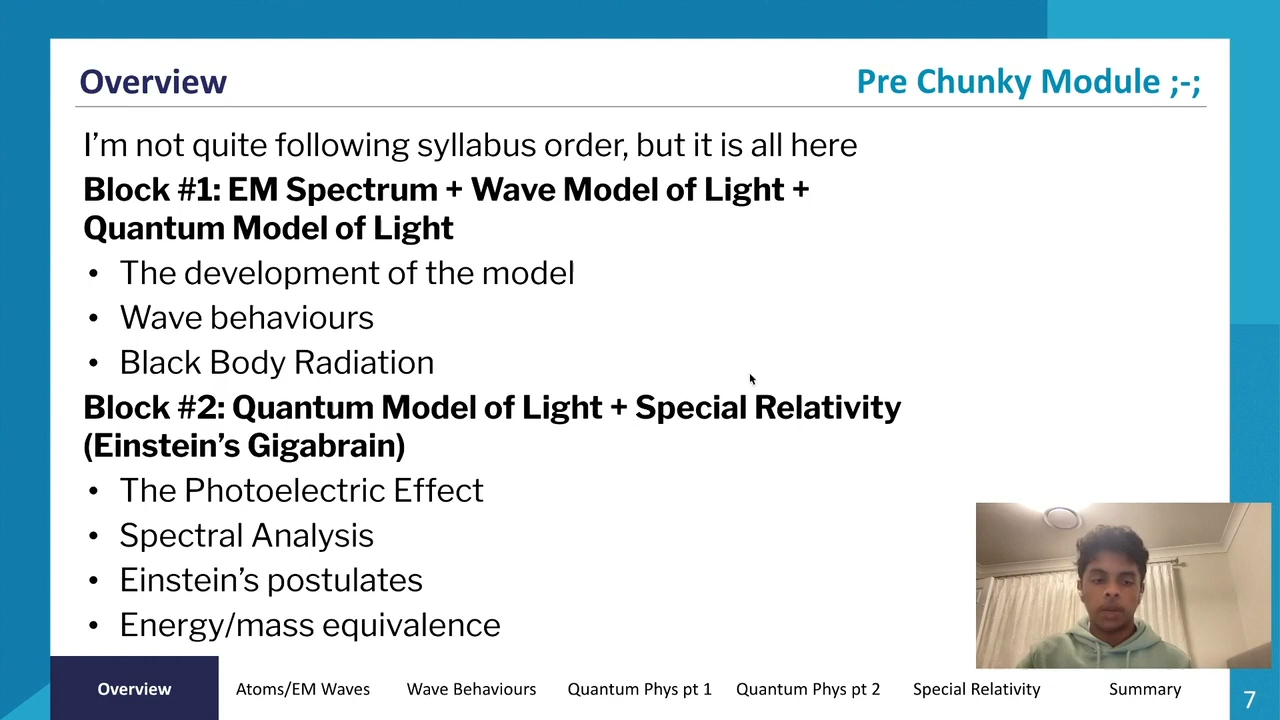 Overview
Pre Chunky Module ;-;
I'm not quite following syllabus order, but it is all here
Block #1: EM Spectrum + Wave Model of Light +
Quantum Model of Light
• The development of the model
• Wave behaviours
• Black Body Radiation
Block #2: Quantum Model of Light + Special Relativity
(Einstein's Gigabrain)
• The Photoelectric Effect
• Spectral Analysis
• Einstein's postulates
• Energy/mass equivalence
Overview
Atoms/EM Waves
Wave Behaviours
Quantum Phys pt 1
Quantum Phys pt 2
Special Relativity
Summary
7